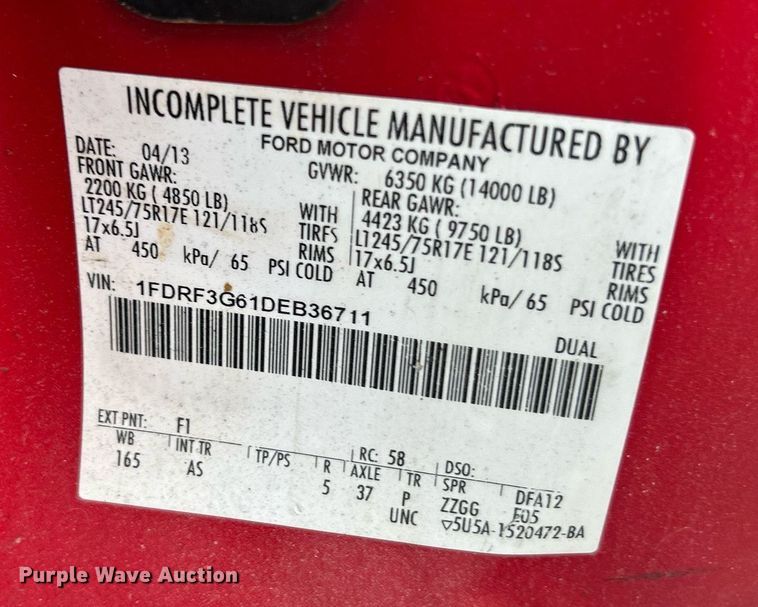 INCOMPLETE VEHICLE MANUFACTURED BY
FORD MOTOR COMPANY
DATE: 04/13 GVWR: 6350 KG (14000 LB)
FRONT GAWR: REAR GAWR:
2200 KG ( 4850 LB) WITH 4423 KG ( 9750 LB) WITH
LT245/75R17E 121/118S TIRES LT245/75R17E 121/118S TIRES
17x6.5J RIMS 17x6.5J RIMS
AT 450 kPa/ 65 PSI COLD AT 450 kPa/ 65 PSI COLD
VIN: 1FDRF3G61DEB36711
DUAL
EXT PNT: F1 RC: 58 DSO:
WB INT TR TP/PS R AXLE TR SPR DFA12
165 AS 5 37 P ZZGG E05
UNC ▽5U5A-1520472-BA
Purple Wave Auction